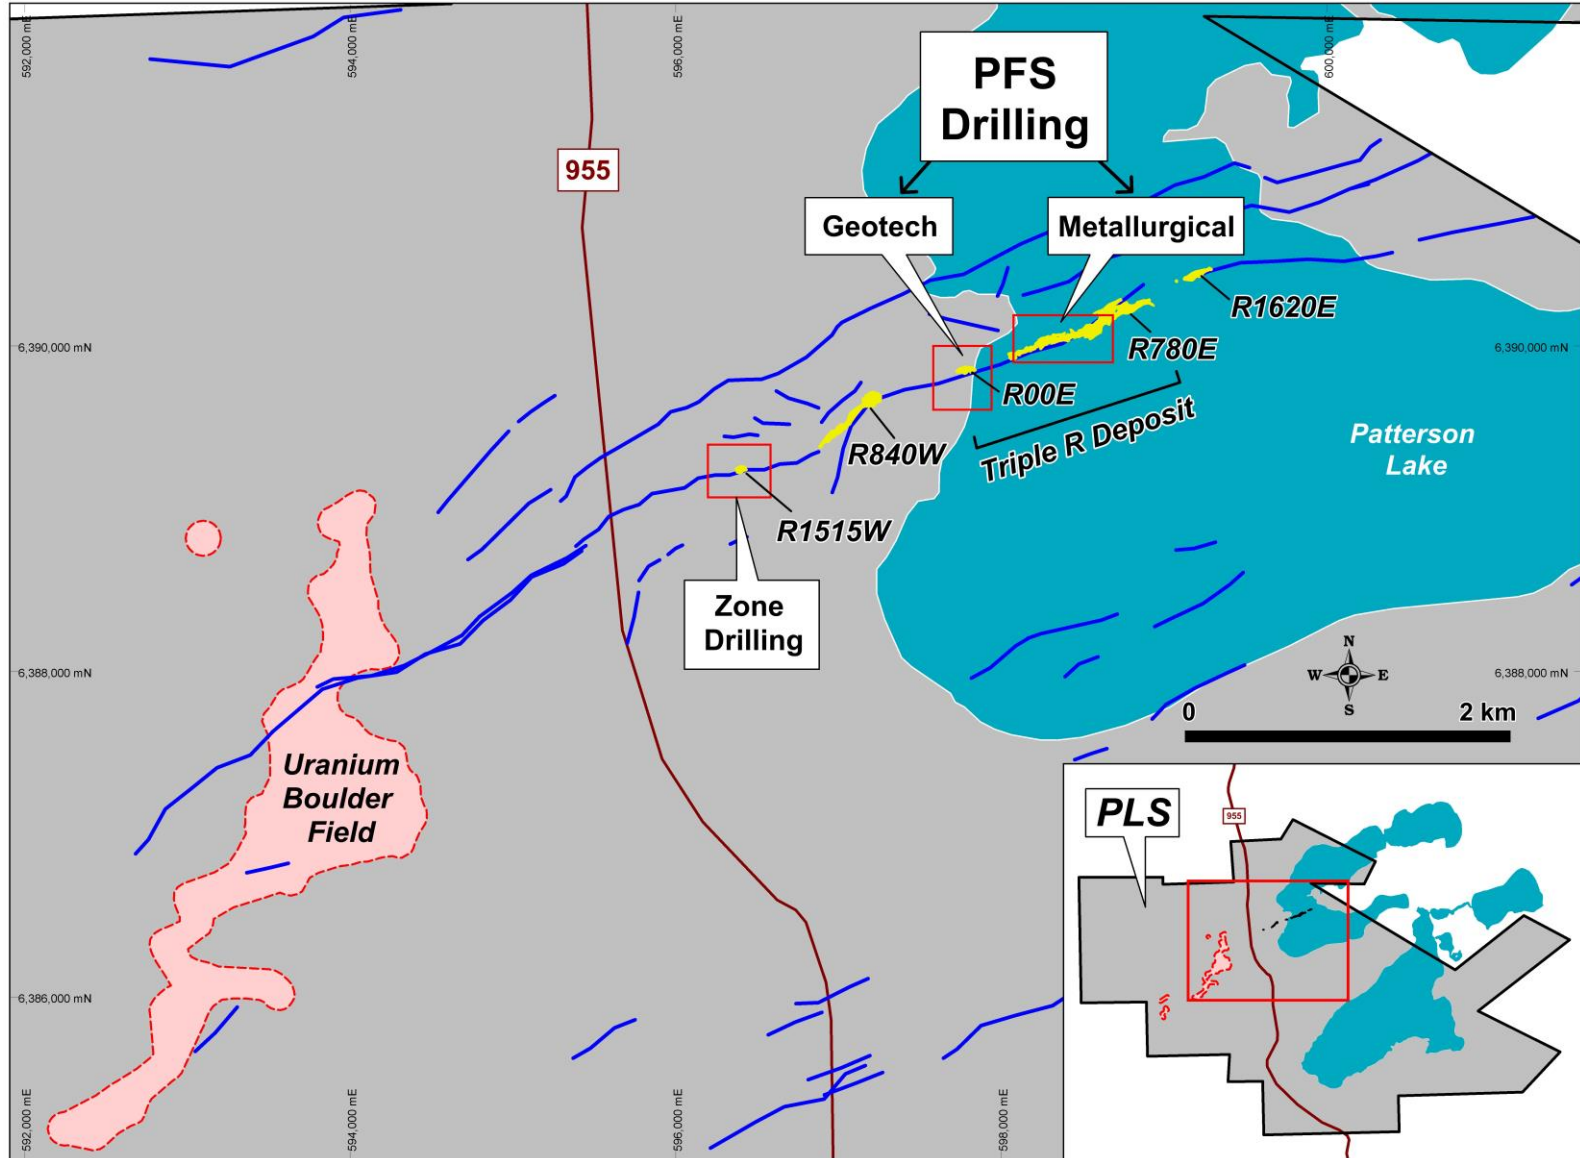 592,000 mE
594,000 mE
596,000 mE
600,000 mE
PFS
Drilling
955
Geotech
Metallurgical
R1620E
6,390,000 mN
R780E
6,390,000 mN
R00E
Triple R Deposit
R840W
Patterson
Lake
R1515W
Zone
Drilling
N
W
E
S
6,388,000 mN
6,388,000 mN
0
2 km
Uranium
Boulder
Field
PLS
955
6,386,000 mN
592,000 mE
594,000 mE
596,000 mE
598,000 mE